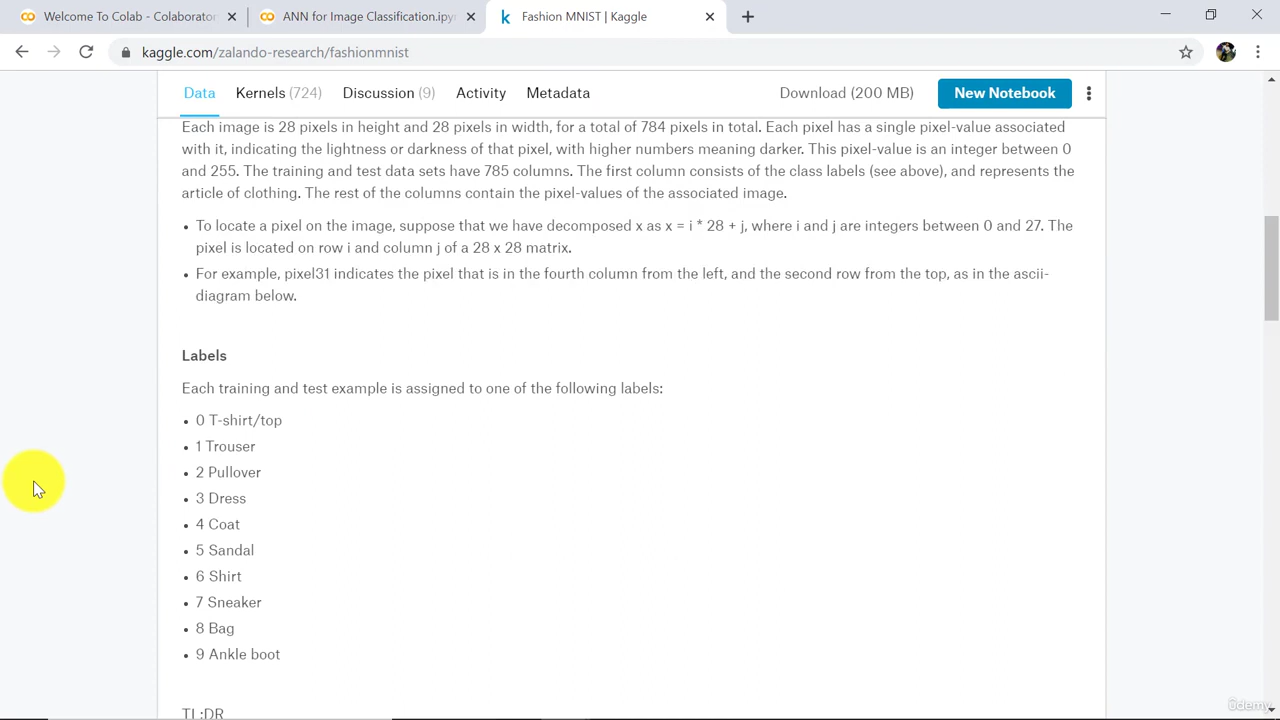 Welcome To Colab - Colaborator
ANN for Image Classification.ipyn
Fashion MNIST | Kaggle
kaggle.com/zalando-research/fashionmnist
Data Kernels (724) Discussion (9) Activity Metadata Download (200 MB) New Notebook
Each image is 28 pixels in height and 28 pixels in width, for a total of 784 pixels in total. Each pixel has a single pixel-value associated
with it, indicating the lightness or darkness of that pixel, with higher numbers meaning darker. This pixel-value is an integer between 0
and 255. The training and test data sets have 785 columns. The first column consists of the class labels (see above), and represents the
article of clothing. The rest of the columns contain the pixel-values of the associated image.
• To locate a pixel on the image, suppose that we have decomposed x as x = i * 28 + j, where i and j are integers between 0 and 27. The
pixel is located on row i and column j of a 28 x 28 matrix.
• For example, pixel31 indicates the pixel that is in the fourth column from the left, and the second row from the top, as in the ascii-
diagram below.
Labels
Each training and test example is assigned to one of the following labels:
• 0 T-shirt/top
• 1 Trouser
• 2 Pullover
• 3 Dress
• 4 Coat
• 5 Sandal
• 6 Shirt
• 7 Sneaker
• 8 Bag
• 9 Ankle boot
TL;DR
ûdemy